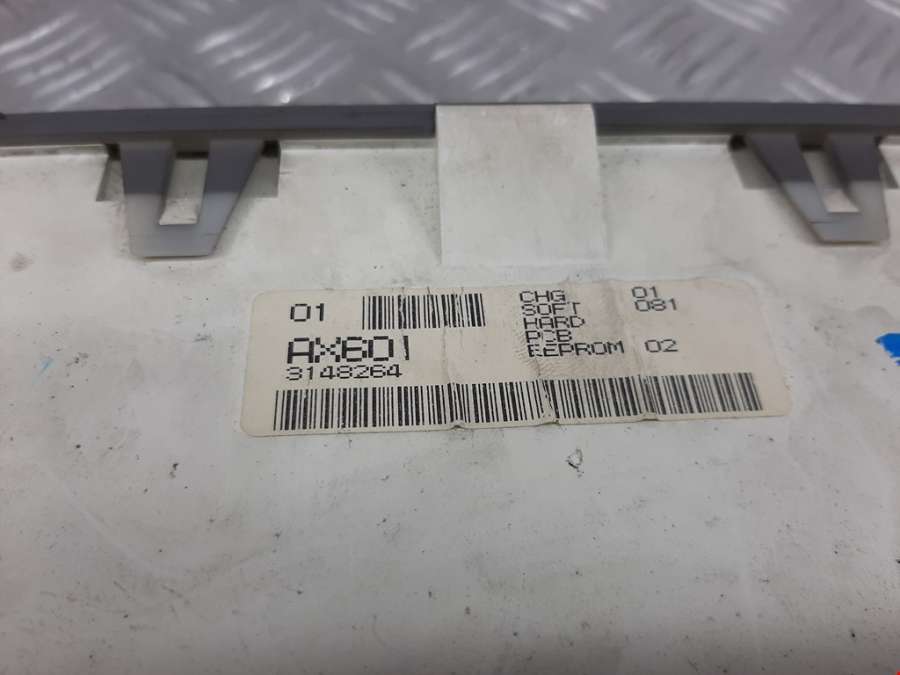 01
AX601
3148264
CHG 01
SOFT 081
HARD
PCB
EEPROM 02